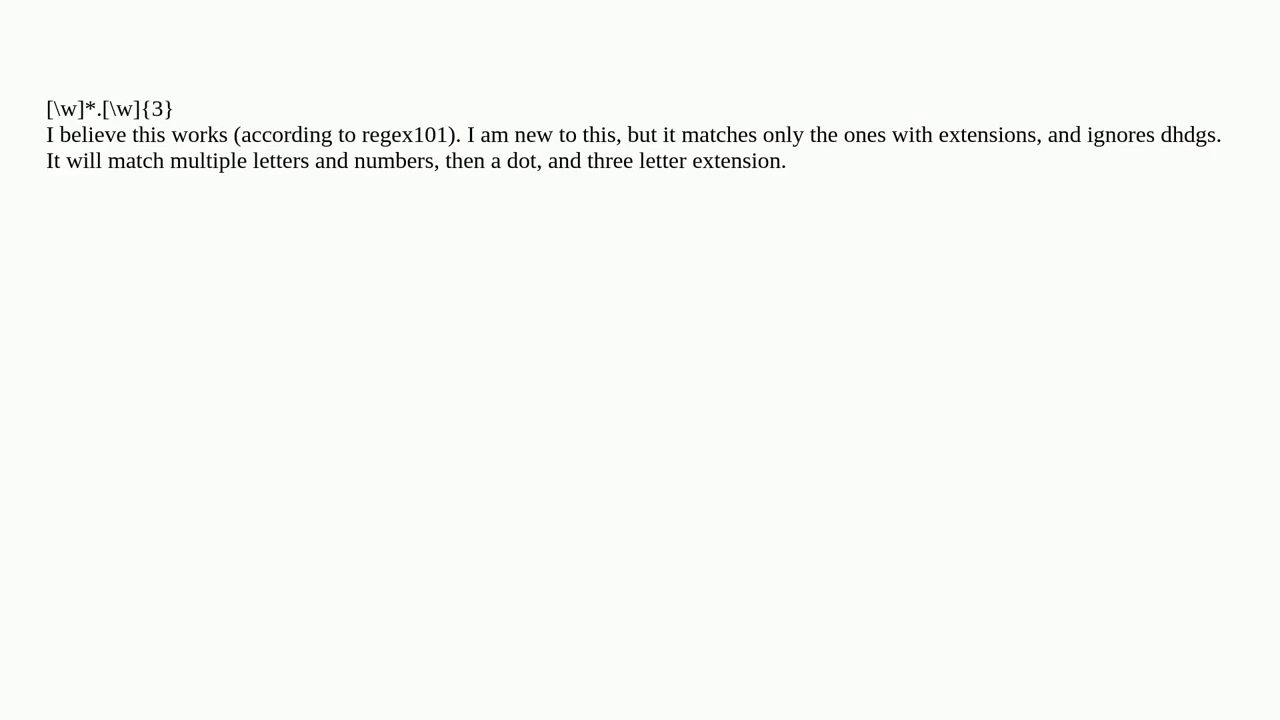 [\w]*.[\w]{3}
I believe this works (according to regex101). I am new to this, but it matches only the ones with extensions, and ignores dhdgs.
It will match multiple letters and numbers, then a dot, and three letter extension.